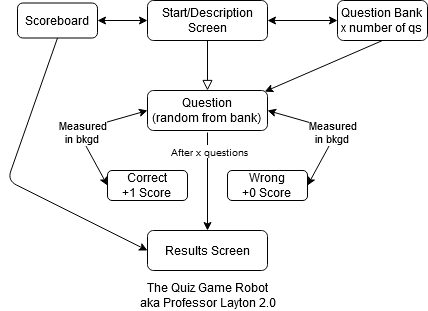 Scoreboard
Start/Description
Screen
Question Bank
x number of qs
Question
(random from bank)
Measured
in bkgd
Measured
in bkgd
After x questions
Correct
+1 Score
Wrong
+0 Score
Results Screen
The Quiz Game Robot
aka Professor Layton 2.0